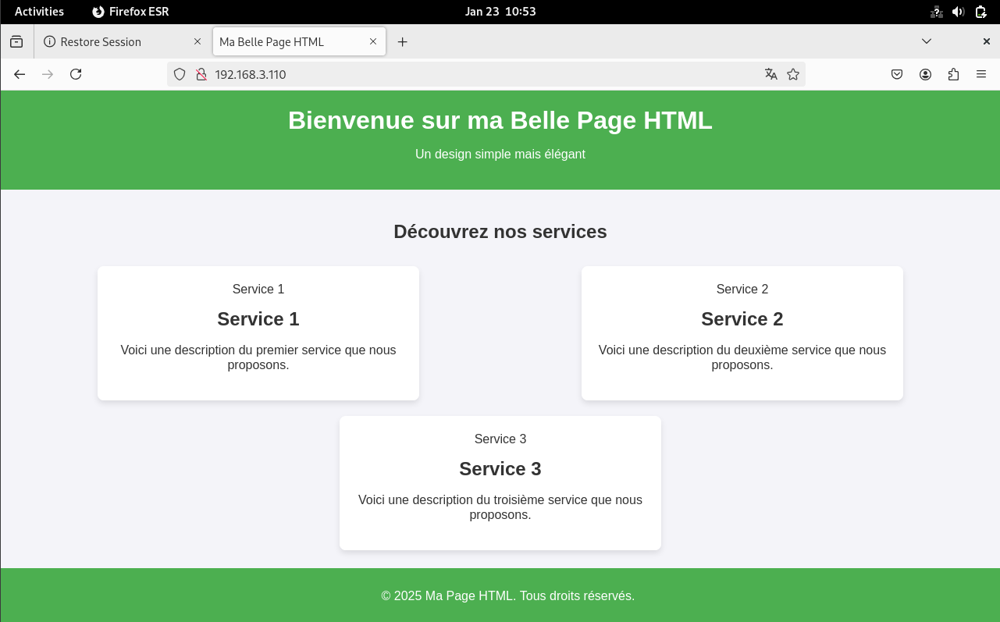 Activities Firefox ESR Jan 23 10:53
Restore Session Ma Belle Page HTML
192.168.3.110
Bienvenue sur ma Belle Page HTML
Un design simple mais élégant
Découvrez nos services
Service 1
Service 1
Voici une description du premier service que nous
proposons.
Service 2
Service 2
Voici une description du deuxième service que nous
proposons.
Service 3
Service 3
Voici une description du troisième service que nous
proposons.
© 2025 Ma Page HTML. Tous droits réservés.